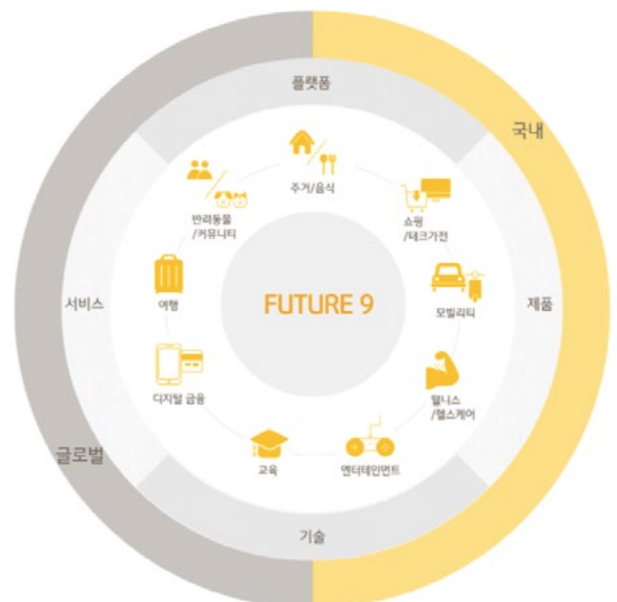 플랫폼
국내
주거/음식
반려동물
/커뮤니티
쇼핑
/테크가전
서비스
여행
FUTURE 9
모빌리티
제품
디지털 금융
웰니스
/헬스케어
글로벌
교육
엔터테인먼트
기술